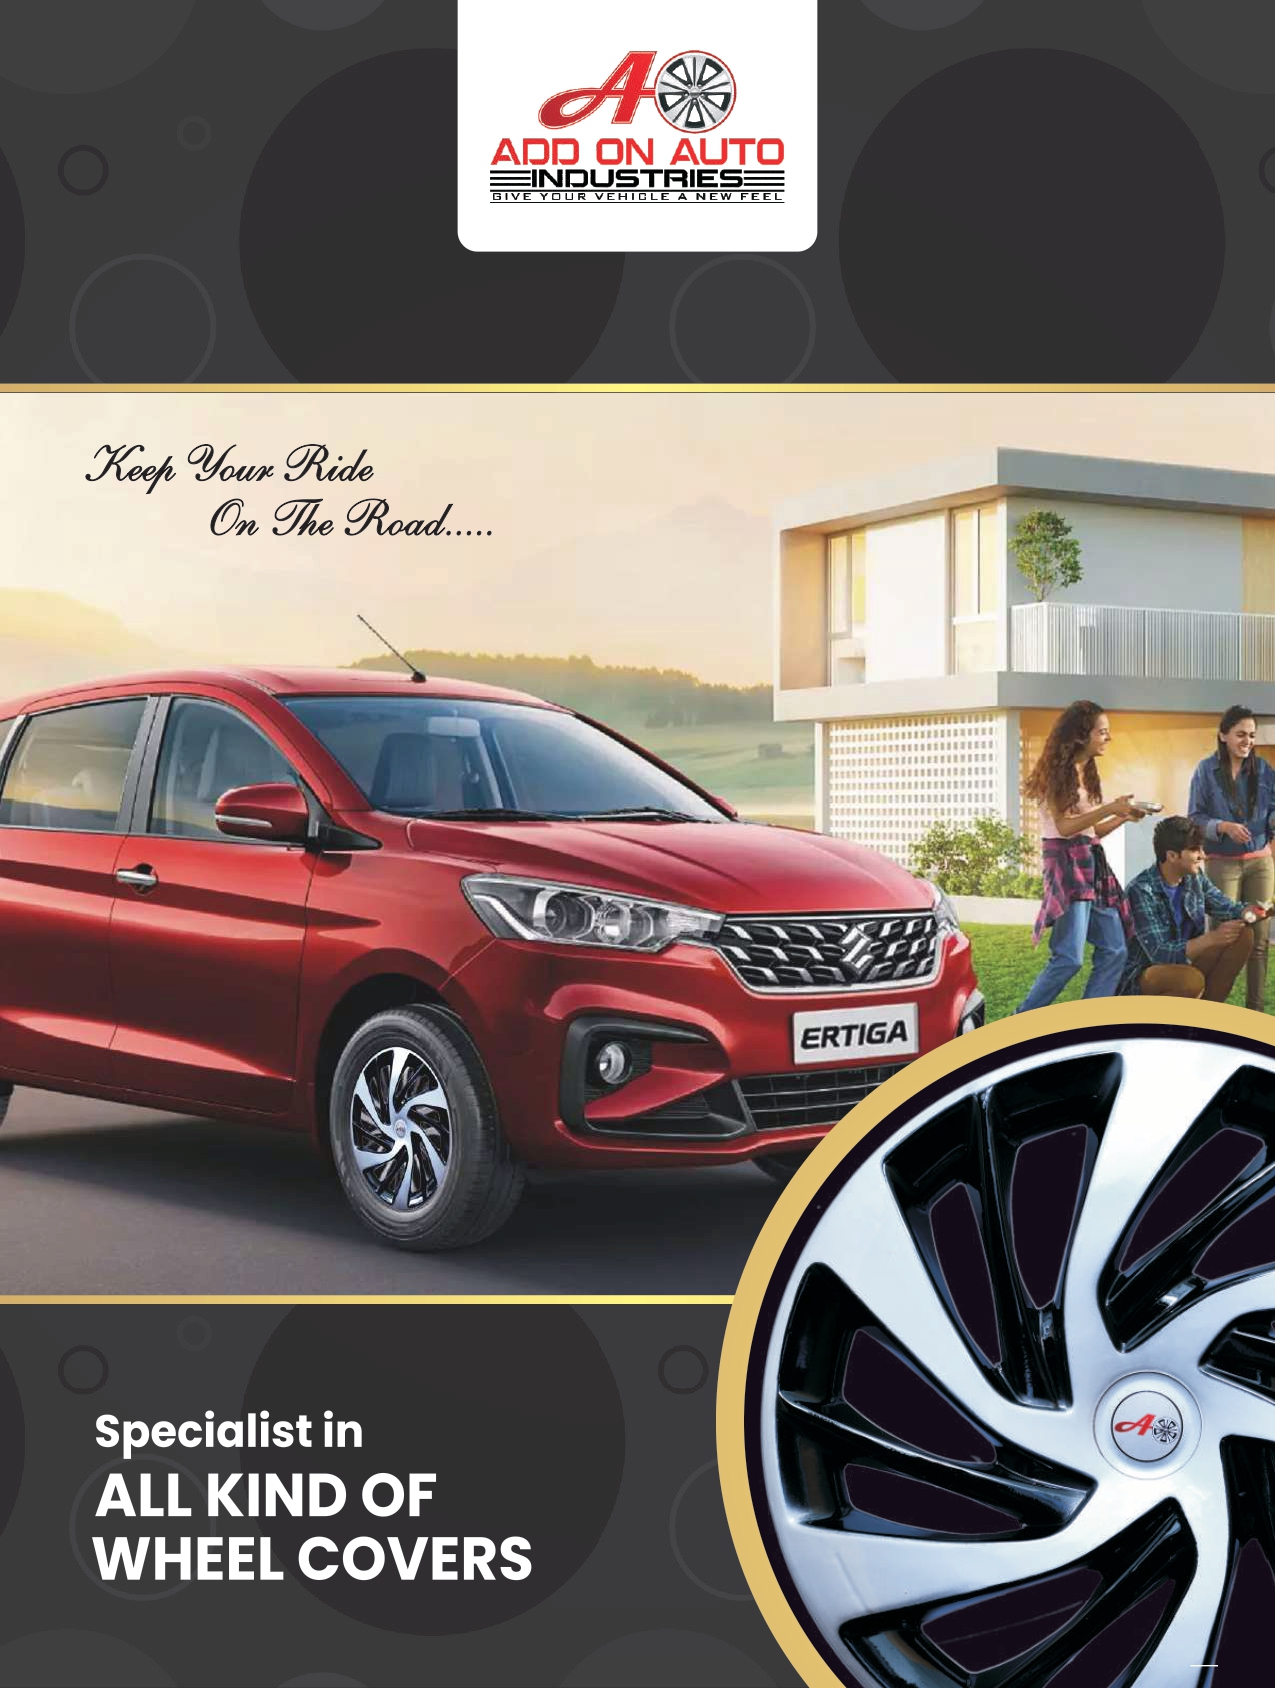 A
ADD ON AUTO
INDUSTRIES
GIVE YOUR VEHICLE A NEW FEEL
Keep Your Ride
On The Road.....
ERTIGA
A
Specialist in
ALL KIND OF
WHEEL COVERS